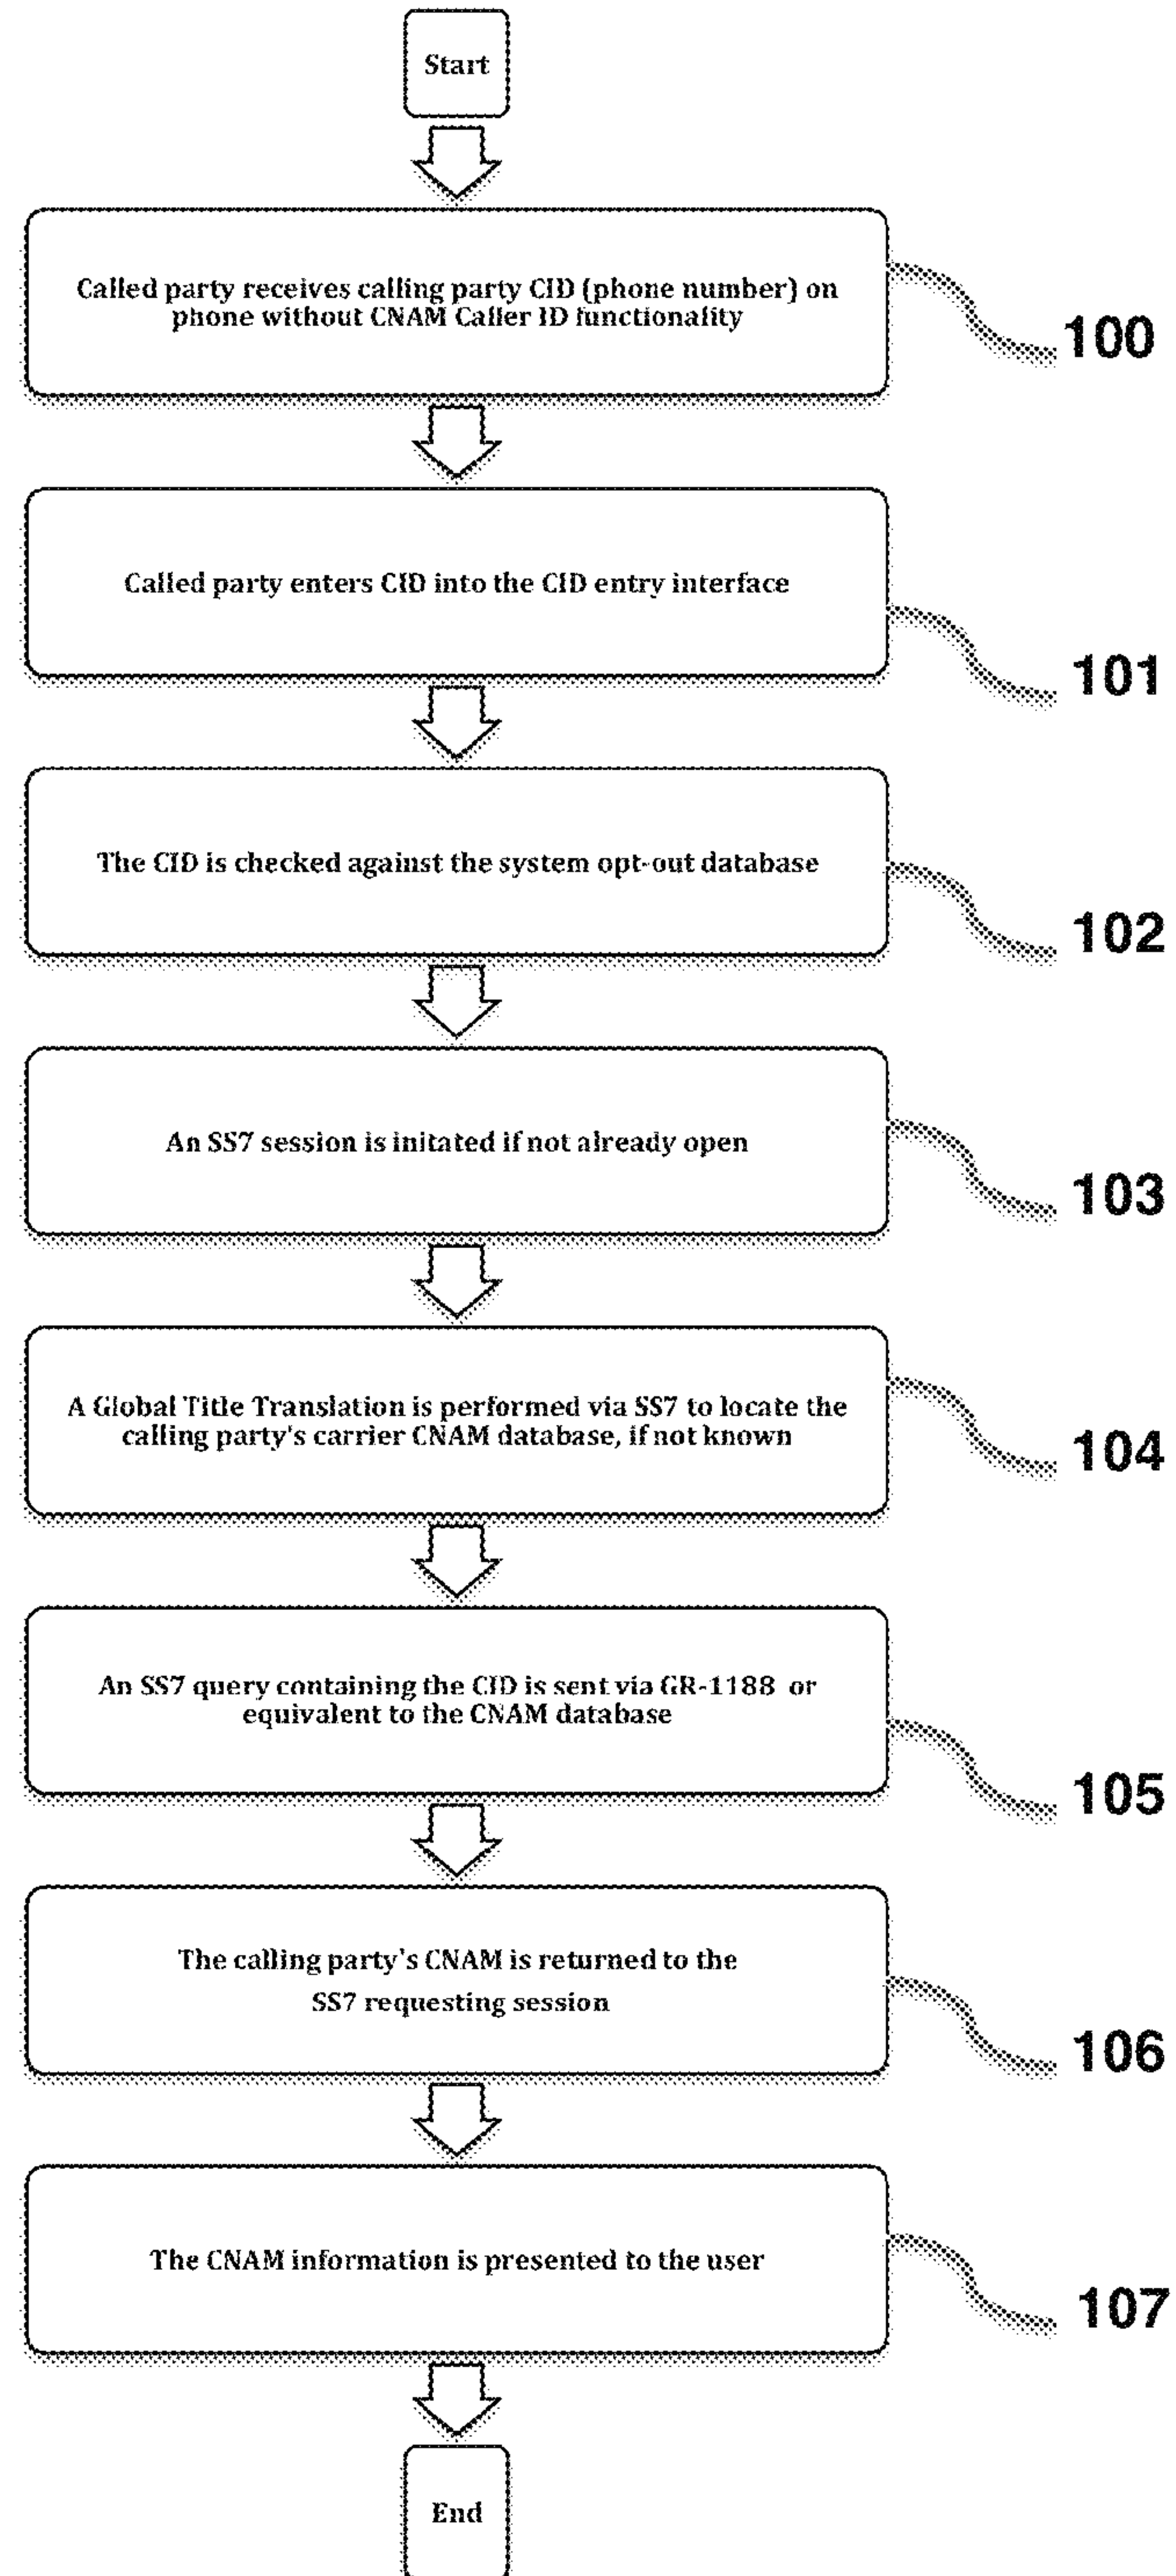 Start
Called party receives calling party CID (phone number) on
phone without CNAM Caller ID functionality
100
Called party enters CID into the CID entry interface
101
The CID is checked against the system opt-out database
102
An SS7 session is initated if not already open
103
A Global Title Translation is performed via SS7 to locate the
calling party's carrier CNAM database, if not known
104
An SS7 query containing the CID is sent via GR-1188 or
equivalent to the CNAM database
105
The calling party's CNAM is returned to the
SS7 requesting session
106
The CNAM information is presented to the user
107
End